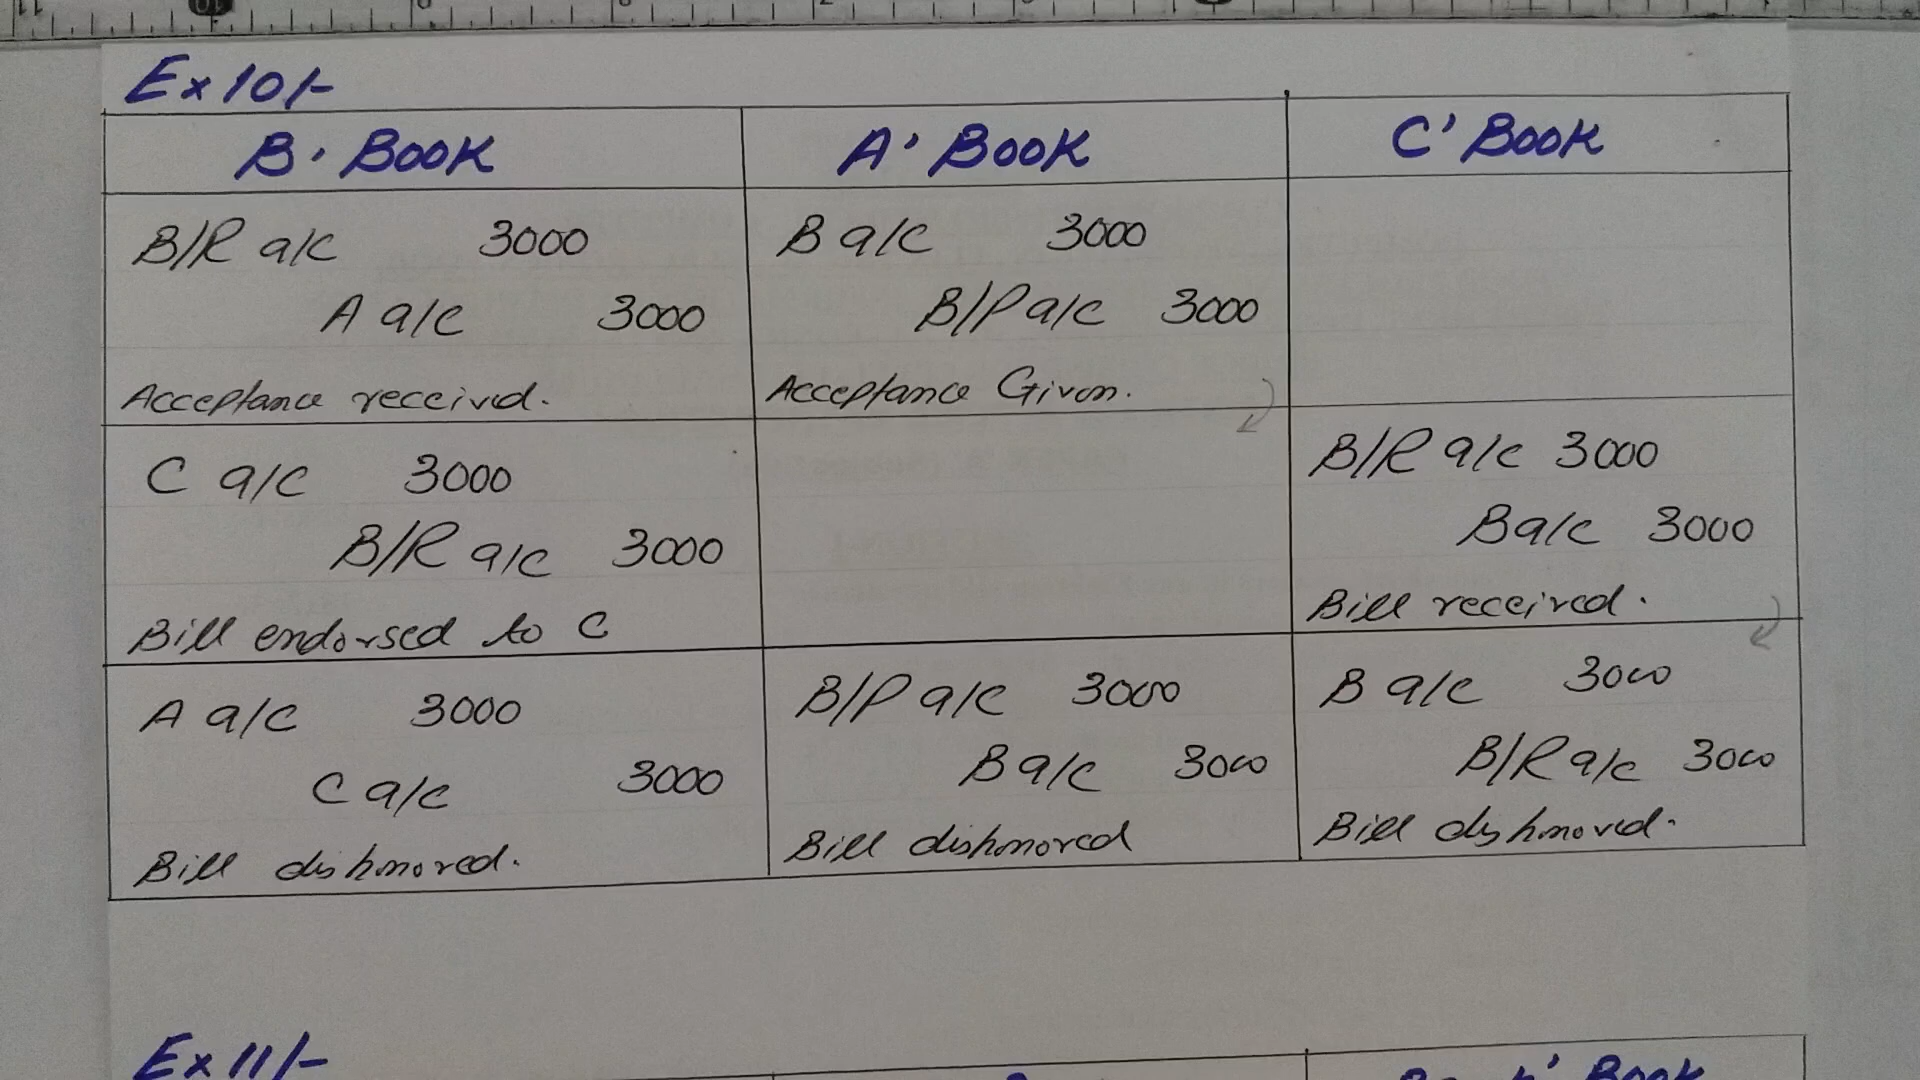 Ex 10/-
B. Book
A' Book
C' Book
B/R a/c 3000
A a/c 3000
Acceptance received.
B a/c 3000
B/P a/c 3000
Acceptance Given.
C a/c 3000
B/R a/c 3000
Bill endorsed to C
B/R a/c 3000
B a/c 3000
Bill received.
A a/c 3000
C a/c 3000
Bill dishonored.
B/P a/c 3000
B a/c 3000
Bill dishonored
B a/c 3000
B/R a/c 3000
Bill dishonored.
Ex 11/-
Book